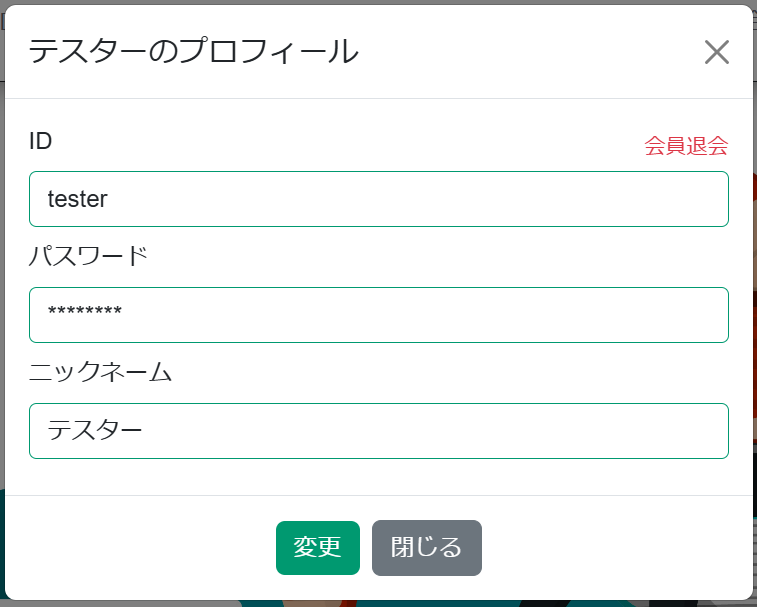 テスターのプロフィール
ID
会員退会
tester
パスワード
********
ニックネーム
テスター
変更
閉じる